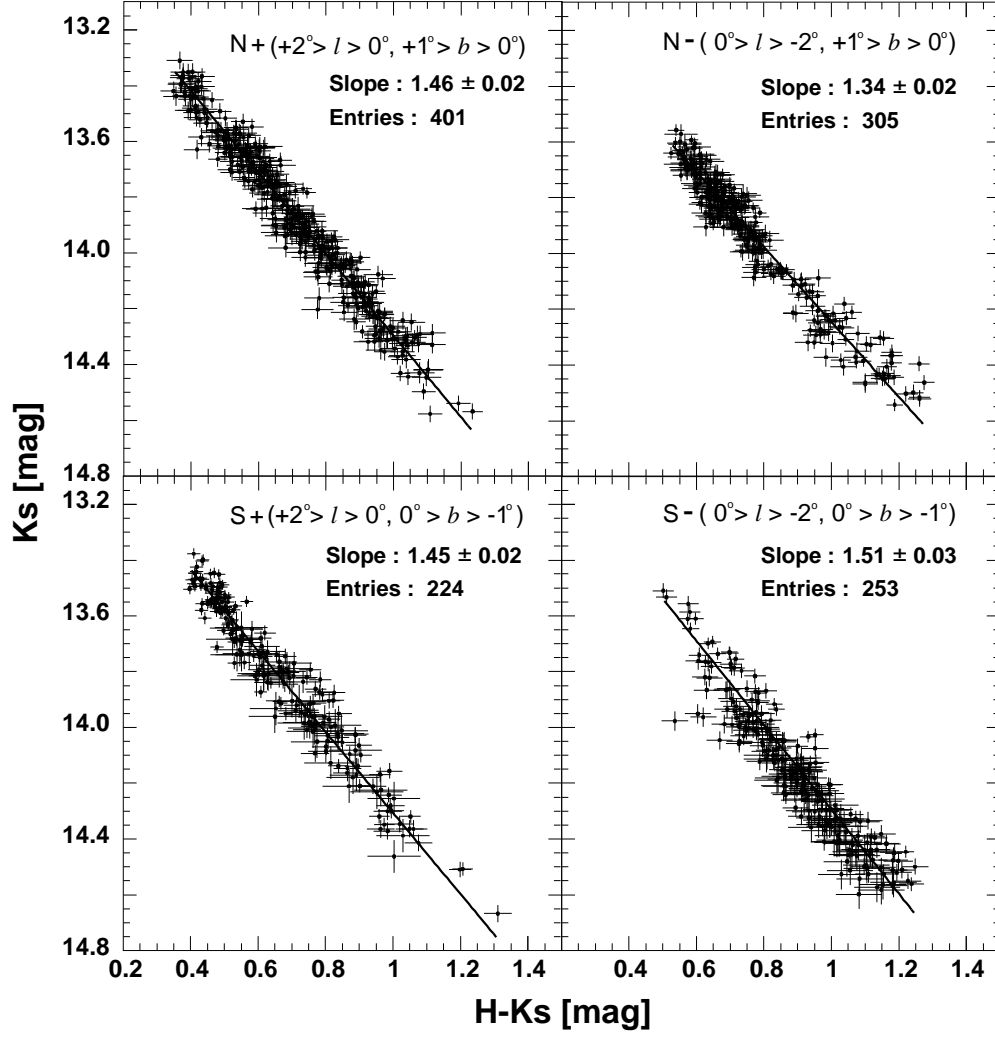 N+(+2°> l > 0°, +1°> b > 0°)
Slope : 1.46 ± 0.02
Entries : 401
N-( 0°> l > -2°, +1°> b > 0°)
Slope : 1.34 ± 0.02
Entries : 305
13.2
13.6
14.0
14.4
14.8
S+(+2°> l > 0°, 0° > b > -1°)
Slope : 1.45 ± 0.02
Entries : 224
S-( 0°> l > -2°, 0° > b > -1°)
Slope : 1.51 ± 0.03
Entries : 253
13.2
13.6
14.0
14.4
14.8
Ks [mag]
0.2 0.4 0.6 0.8 1 1.2 0.4 0.6 0.8 1 1.2
H-Ks [mag]